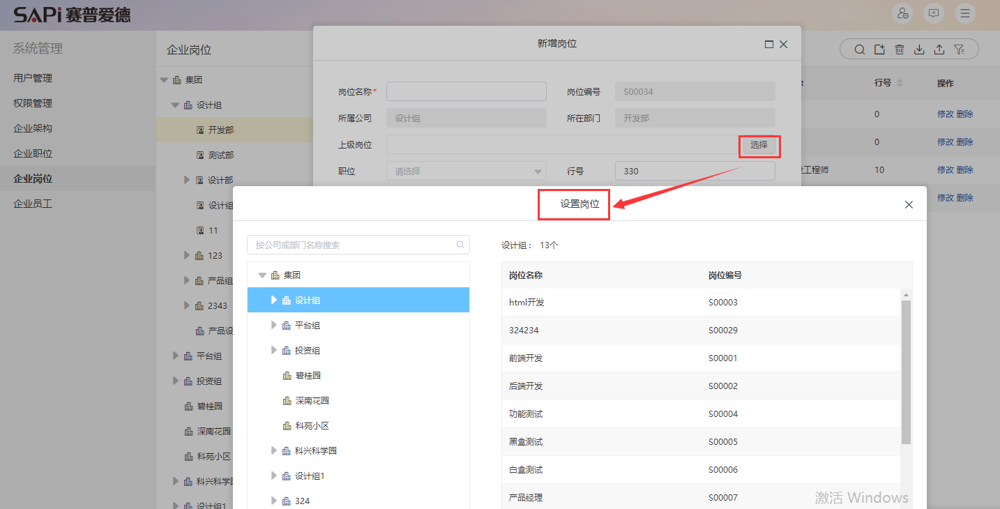 SAPi 赛普爱德
系统管理
用户管理
权限管理
企业架构
企业职位
企业岗位
企业员工
企业岗位
集团
设计组
开发部
测试部
设计部
设计组
11
123
产品组
2343
产品设
平台组
投资组
碧桂园
深南花园
科苑小区
科兴科学
设计组1
行号 操作
0 修改 删除
0 修改 删除
工程师 10 修改 删除
修改 删除
新增岗位
岗位名称* 岗位编号 S00034
所属公司 设计组 所在部门 开发部
上级岗位 选择
职位 请选择 行号 330
设置岗位
按公司或部门名称搜索
集团
设计组
平台组
投资组
碧桂园
深南花园
科苑小区
科兴科学园
设计组1
324
设计组： 13个
岗位名称 岗位编号
html开发 S00003
324234 S00029
前端开发 S00001
后端开发 S00002
功能测试 S00004
黑盒测试 S00005
白盒测试 S00006
产品经理 S00007
激活 Windows